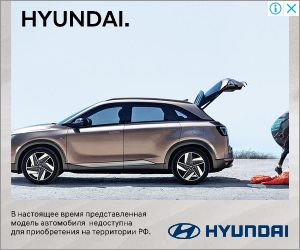 HYUNDAI.
В настоящее время представленная
модель автомобиля недоступна
для приобретения на территории РФ.
HYUNDAI